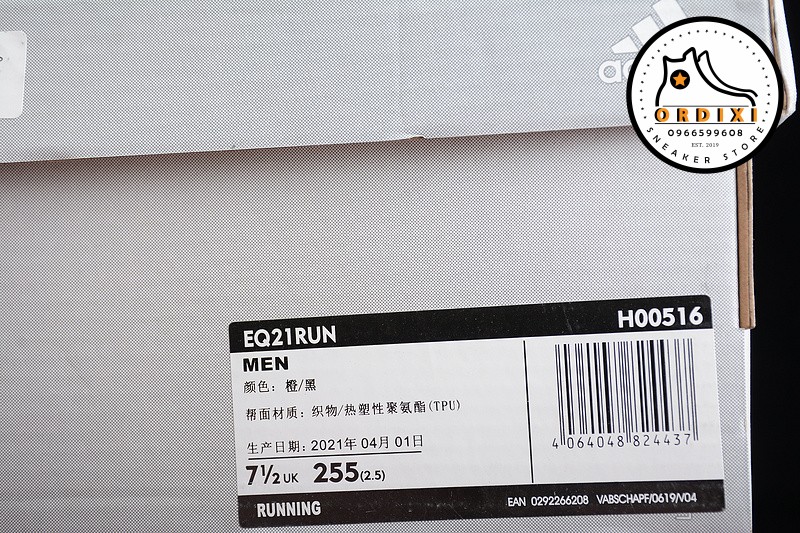 ORDIXI
0966599608
EST. 2019
SNEAKER STORE
EQ21RUN
H00516
MEN
颜色：橙/黑
帮面材质：织物/热塑性聚氨酯(TPU)
生产日期：2021年 04月 01日
7½ UK 255(2.5)
4 064048 824437
RUNNING
EAN 0292266208 VABSCHAPF/0619/V04